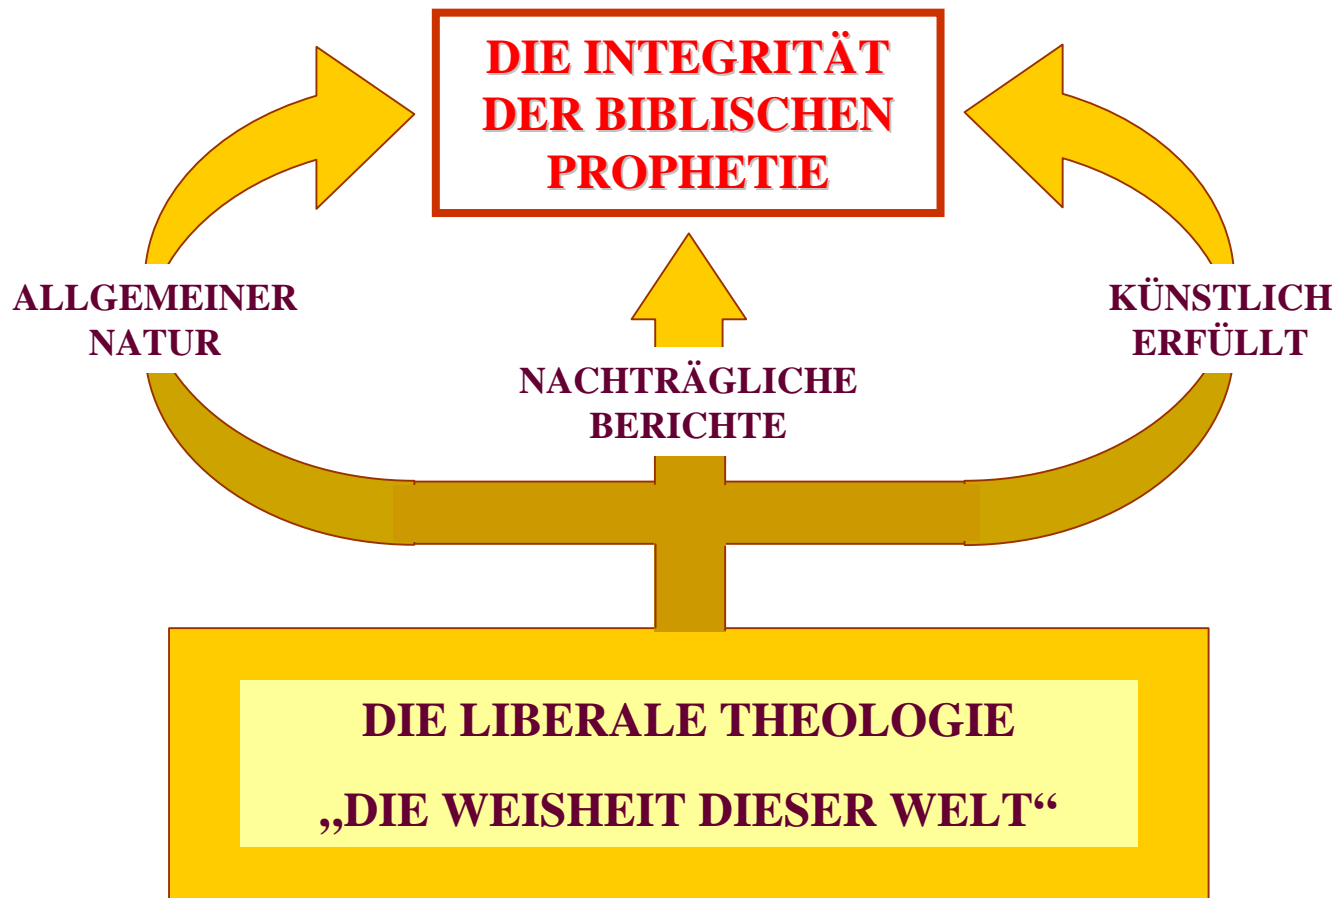 DIE INTEGRITÄT
DER BIBLISCHEN
PROPHETIE
ALLGEMEINER
NATUR
NACHTRÄGLICHE
BERICHTE
KÜNSTLICH
ERFÜLLT
DIE LIBERALE THEOLOGIE
„DIE WEISHEIT DIESER WELT“